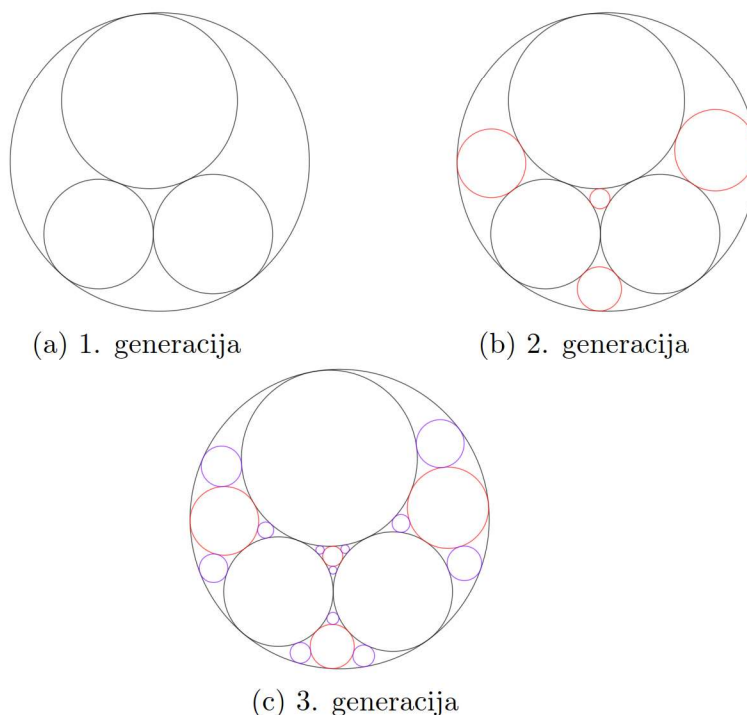 (a) 1. generacija
(b) 2. generacija
(c) 3. generacija